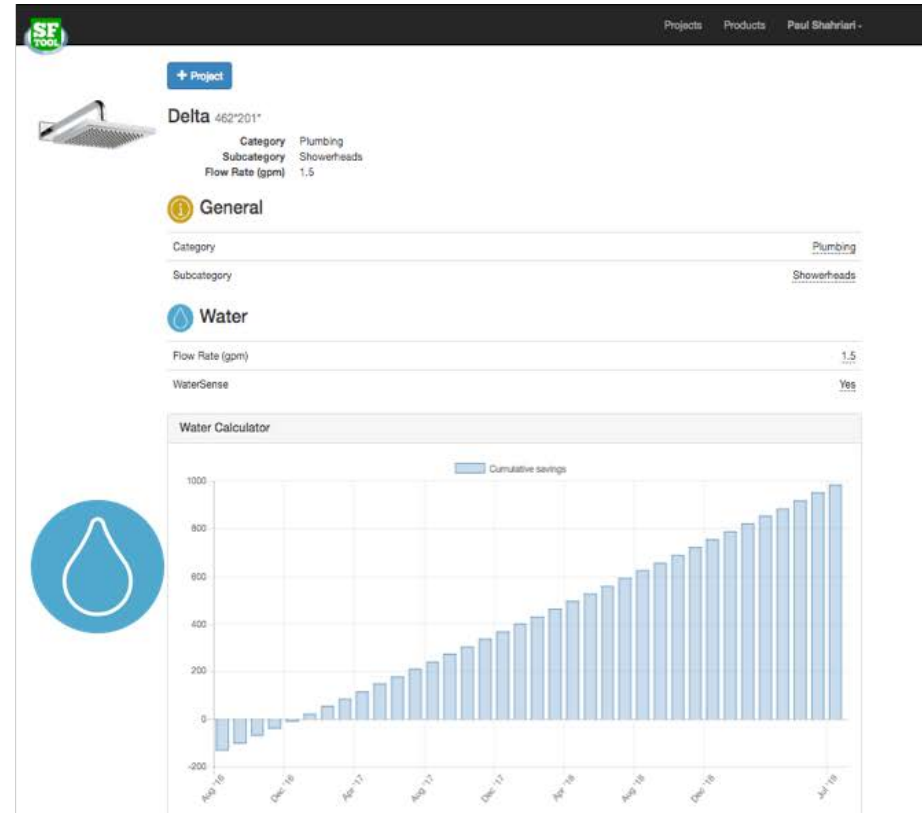 SF
TOOL
Projects Products Paul Shahriari
+ Project
Delta 462*201*
Category Plumbing
Subcategory Showerheads
Flow Rate (gpm) 1.5
General
Category Plumbing
Subcategory Showerheads
Water
Flow Rate (gpm) 1.5
WaterSense Yes
Water Calculator
Cumulative savings
1000
800
600
400
200
0
-200
Aug '16 Dec '16 Apr '17 Aug '17 Dec '17 Apr '18 Aug '18 Dec '18 Jul '19